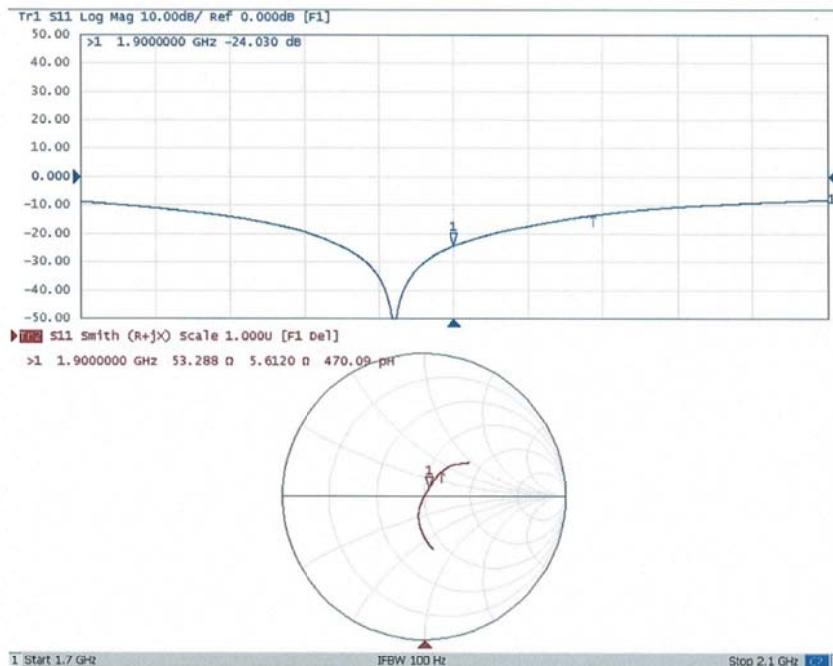 Tr1 S11 Log Mag 10.00dB/ Ref 0.000dB [F1]
50.00
>1 1.9000000 GHz -24.030 dB
40.00
30.00
20.00
10.00
0.000
-10.00
1
1
-20.00
-30.00
-40.00
-50.00
Tr2 S11 Smith (R+jX) Scale 1.000U [F1 Del]
>1 1.9000000 GHz 53.288 Ω 5.6120 Ω 470.09 pH
1
1 Start 1.7 GHz IFBW 100 Hz Stop 2.1 GHz